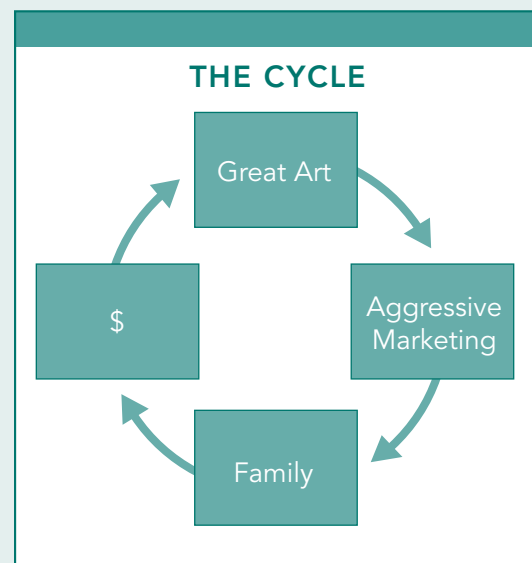 THE CYCLE
Great Art
Aggressive
Marketing
Family
$